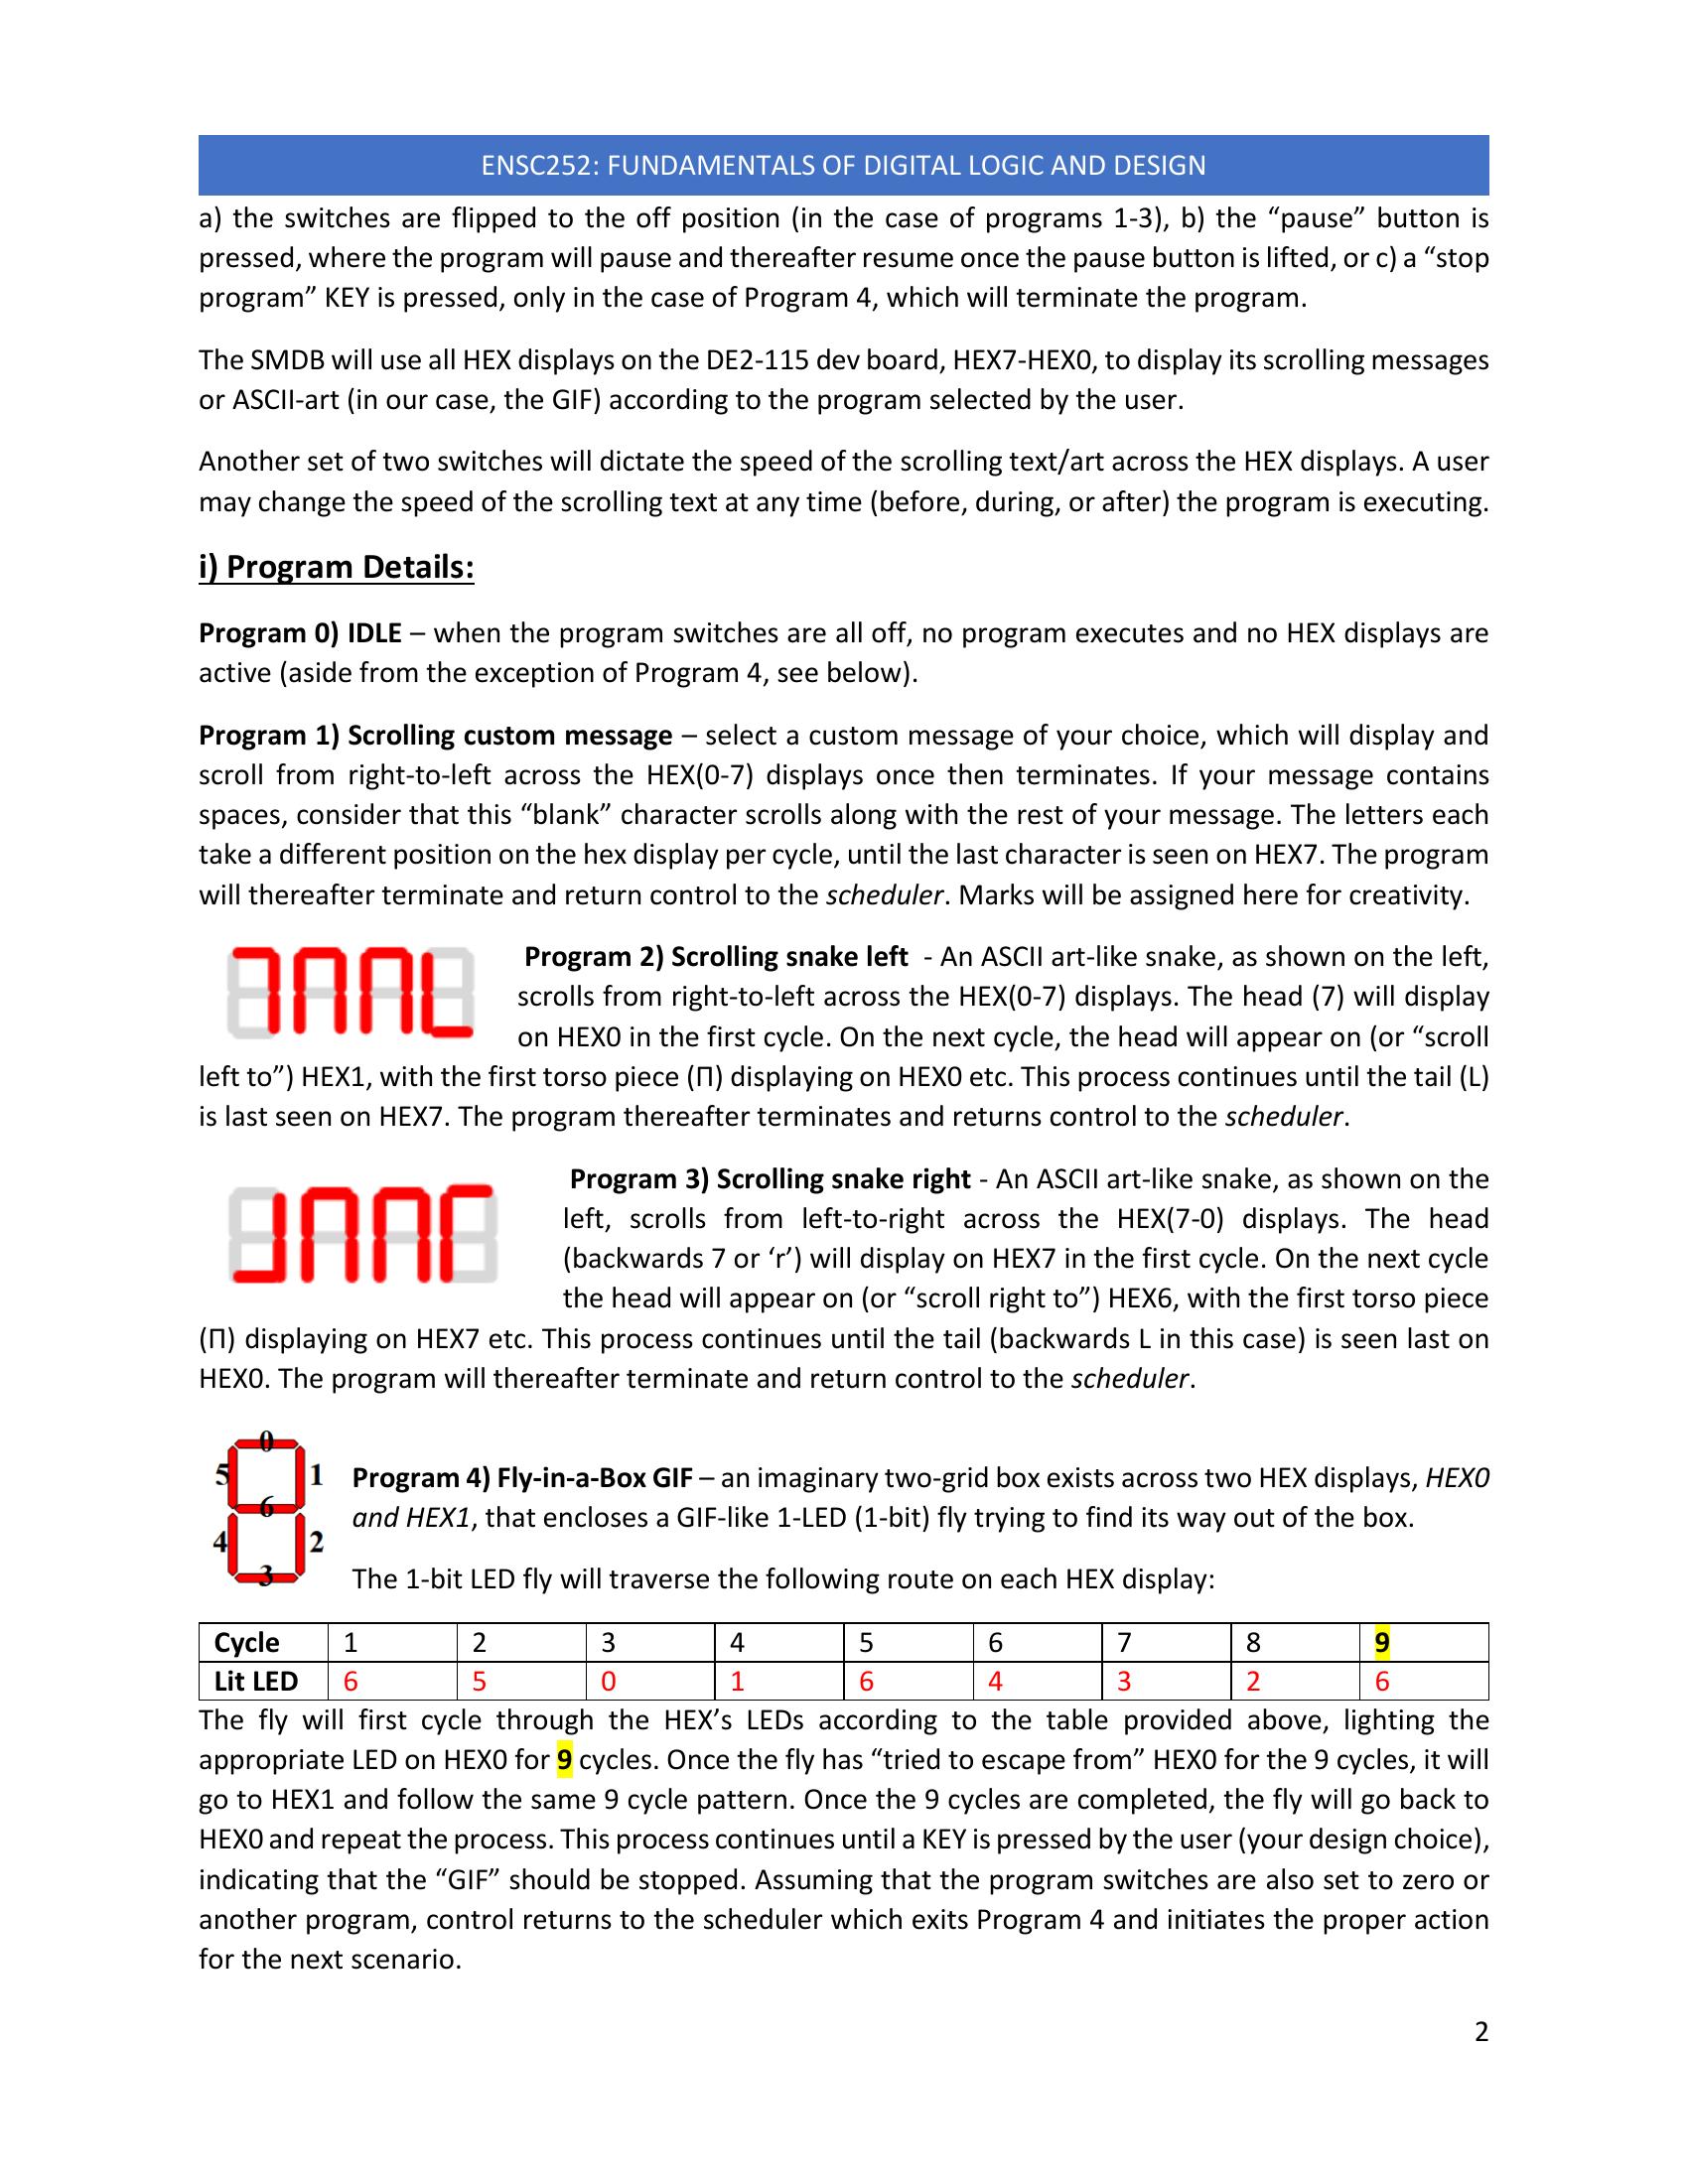 ENSC252: FUNDAMENTALS OF DIGITAL LOGIC AND DESIGN
a) the switches are flipped to the off position (in the case of programs 1-3), b) the “pause” button is
pressed, where the program will pause and thereafter resume once the pause button is lifted, or c) a “stop
program” KEY is pressed, only in the case of Program 4, which will terminate the program.
The SMDB will use all HEX displays on the DE2-115 dev board, HEX7-HEX0, to display its scrolling messages
or ASCII-art (in our case, the GIF) according to the program selected by the user.
Another set of two switches will dictate the speed of the scrolling text/art across the HEX displays. A user
may change the speed of the scrolling text at any time (before, during, or after) the program is executing.
i) Program Details:
Program 0) IDLE – when the program switches are all off, no program executes and no HEX displays are
active (aside from the exception of Program 4, see below).
Program 1) Scrolling custom message – select a custom message of your choice, which will display and
scroll from right-to-left across the HEX(0-7) displays once then terminates. If your message contains
spaces, consider that this “blank” character scrolls along with the rest of your message. The letters each
take a different position on the hex display per cycle, until the last character is seen on HEX7. The program
will thereafter terminate and return control to the scheduler. Marks will be assigned here for creativity.
Program 2) Scrolling snake left - An ASCII art-like snake, as shown on the left,
scrolls from right-to-left across the HEX(0-7) displays. The head (7) will display
on HEX0 in the first cycle. On the next cycle, the head will appear on (or “scroll
left to”) HEX1, with the first torso piece (Π) displaying on HEX0 etc. This process continues until the tail (L)
is last seen on HEX7. The program thereafter terminates and returns control to the scheduler.
Program 3) Scrolling snake right - An ASCII art-like snake, as shown on the
left, scrolls from left-to-right across the HEX(7-0) displays. The head
(backwards 7 or ‘r’) will display on HEX7 in the first cycle. On the next cycle
the head will appear on (or “scroll right to”) HEX6, with the first torso piece
(Π) displaying on HEX7 etc. This process continues until the tail (backwards L in this case) is seen last on
HEX0. The program will thereafter terminate and return control to the scheduler.
0
5 1
6
4 2
3
Program 4) Fly-in-a-Box GIF – an imaginary two-grid box exists across two HEX displays, HEX0
and HEX1, that encloses a GIF-like 1-LED (1-bit) fly trying to find its way out of the box.
The 1-bit LED fly will traverse the following route on each HEX display:
Cycle 1 2 3 4 5 6 7 8 9
Lit LED 6 5 0 1 6 4 3 2 6
The fly will first cycle through the HEX’s LEDs according to the table provided above, lighting the
appropriate LED on HEX0 for 9 cycles. Once the fly has “tried to escape from” HEX0 for the 9 cycles, it will
go to HEX1 and follow the same 9 cycle pattern. Once the 9 cycles are completed, the fly will go back to
HEX0 and repeat the process. This process continues until a KEY is pressed by the user (your design choice),
indicating that the “GIF” should be stopped. Assuming that the program switches are also set to zero or
another program, control returns to the scheduler which exits Program 4 and initiates the proper action
for the next scenario.
2